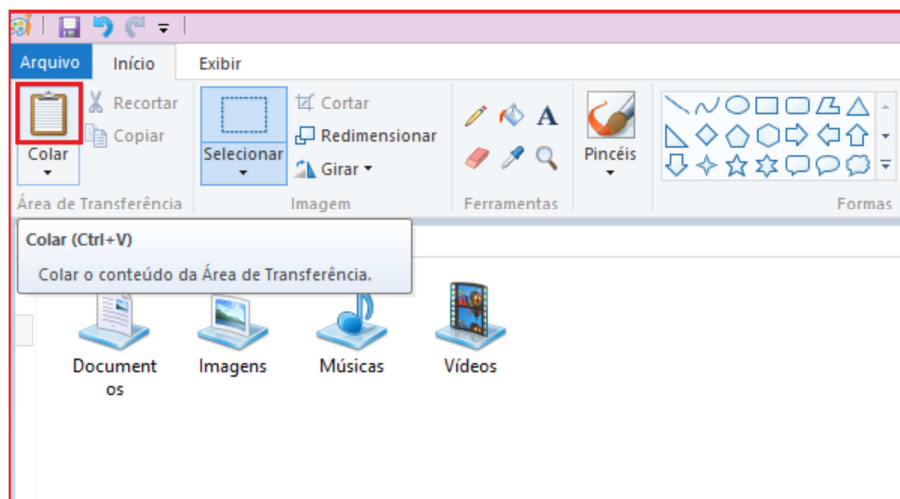 Arquivo Início Exibir
Recortar
Copiar
Colar
Área de Transferência
Selecionar
Cortar
Redimensionar
Girar
Imagem
A
Ferramentas
Pincéis
Formas
Colar (Ctrl+V)
Colar o conteúdo da Área de Transferência.
Document
os
Imagens
Músicas
Vídeos